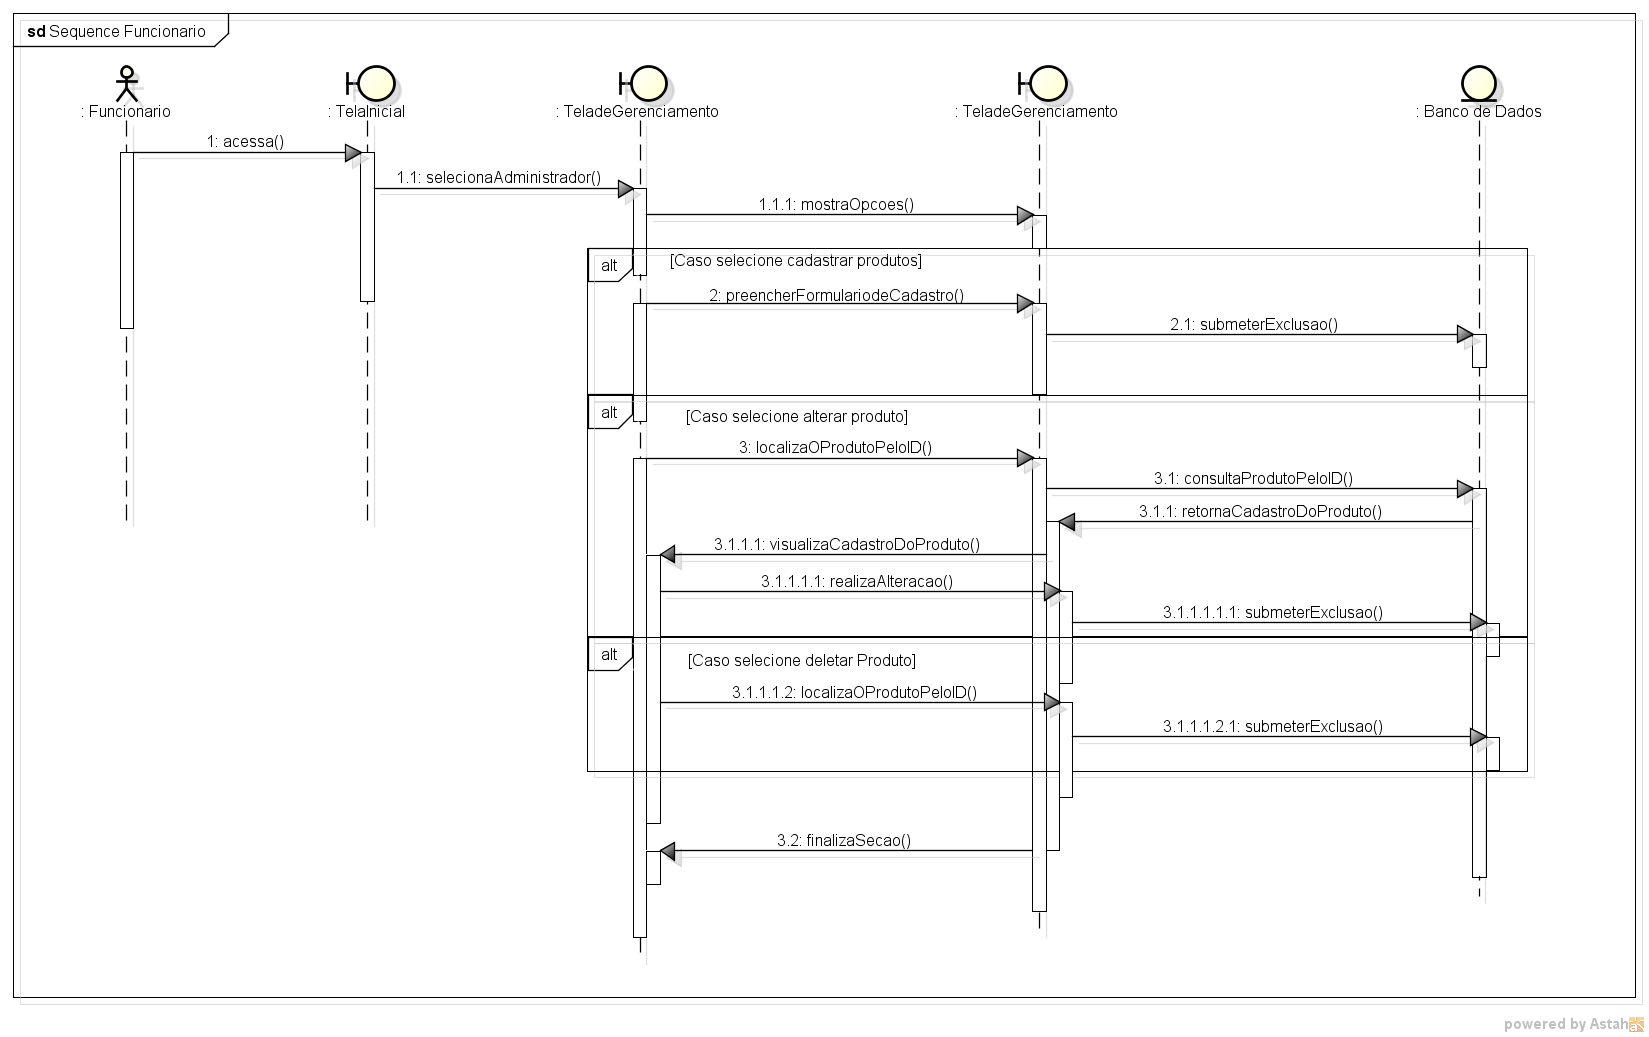 sd Sequence Funcionario
: Funcionario
: TelaInicial
: TeladeGerenciamento
: TeladeGerenciamento
: Banco de Dados
1: acessa()
1.1: selecionaAdministrador()
1.1.1: mostraOpcoes()
alt
[Caso selecione cadastrar produtos]
2: preencherFormulariodeCadastro()
2.1: submeterExclusao()
alt
[Caso selecione alterar produto]
3: localizaOProdutoPeloID()
3.1: consultaProdutoPeloID()
3.1.1: retornaCadastroDoProduto()
3.1.1.1: visualizaCadastroDoProduto()
3.1.1.1.1: realizaAlteracao()
3.1.1.1.1.1: submeterExclusao()
alt
[Caso selecione deletar Produto]
3.1.1.1.2: localizaOProdutoPeloID()
3.1.1.1.2.1: submeterExclusao()
3.2: finalizaSecao()
powered by Astah